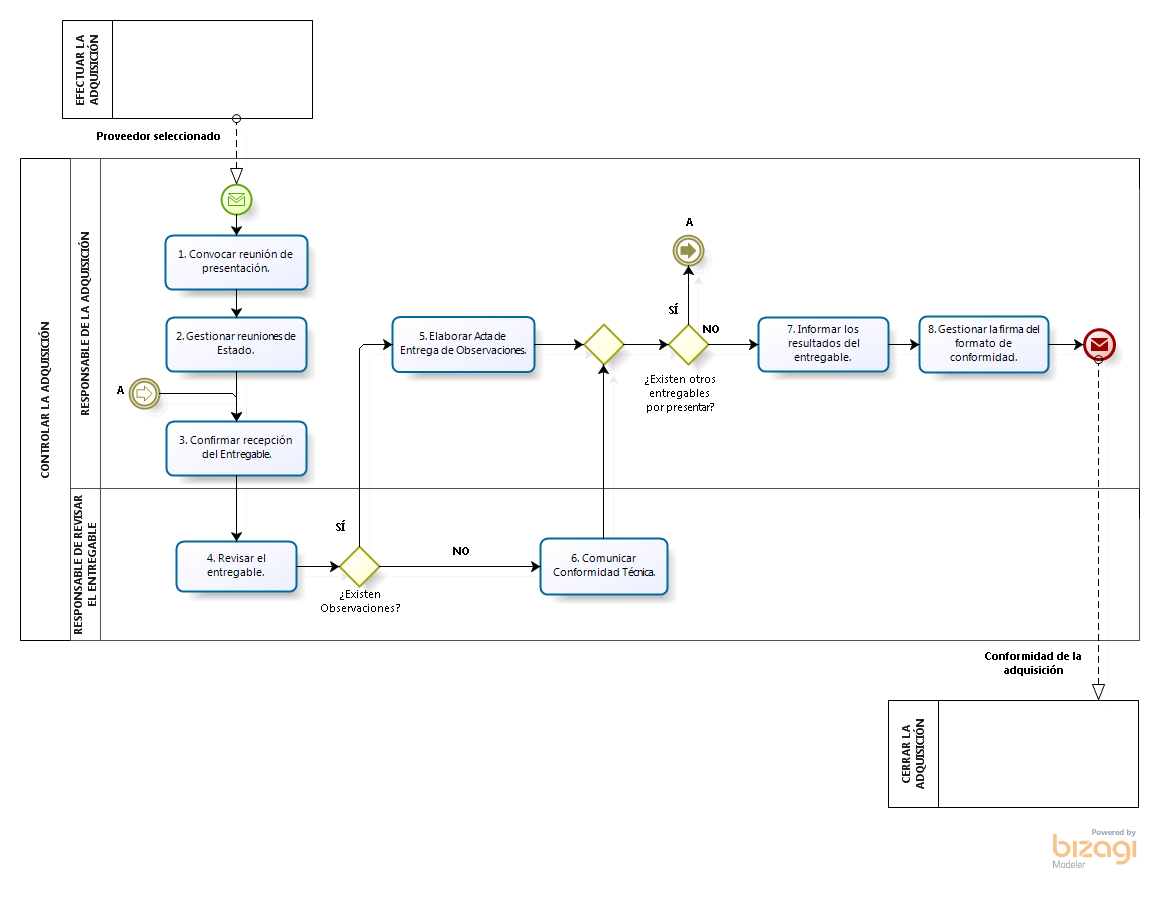 EFECTUAR LA
ADQUISICIÓN
Proveedor seleccionado
CONTROLAR LA ADQUISICIÓN
RESPONSABLE DE LA ADQUISICIÓN
1. Convocar reunión de
presentación.
2. Gestionar reuniones de
Estado.
A
3. Confirmar recepción
del Entregable.
5. Elaborar Acta de
Entrega de Observaciones.
A
SÍ
NO
¿Existen otros
entregables
por presentar?
7. Informar los
resultados del
entregable.
8. Gestionar la firma del
formato de
conformidad.
RESPONSABLE DE REVISAR
EL ENTREGABLE
4. Revisar el
entregable.
SÍ
NO
¿Existen
Observaciones?
6. Comunicar
Conformidad Técnica.
Conformidad de la
adquisición
CERRAR LA
ADQUISICIÓN
Powered by
bizagi
Modeler